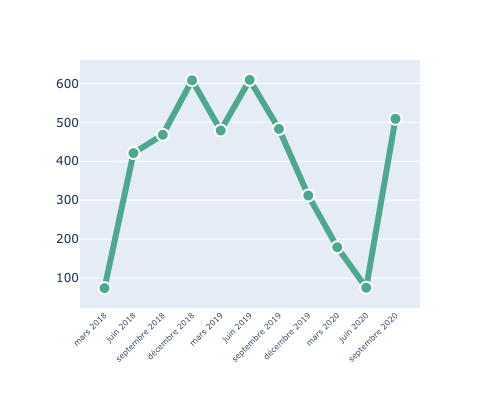 600
500
400
300
200
100
mars 2018
juin 2018
septembre 2018
décembre 2018
mars 2019
juin 2019
septembre 2019
décembre 2019
mars 2020
juin 2020
septembre 2020